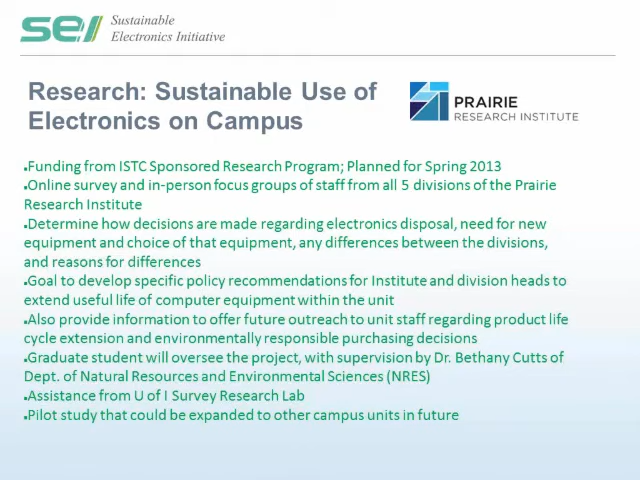 SEI
Sustainable
Electronics Initiative
Research: Sustainable Use of
Electronics on Campus
PRAIRIE
RESEARCH INSTITUTE
•Funding from ISTC Sponsored Research Program; Planned for Spring 2013
•Online survey and in-person focus groups of staff from all 5 divisions of the Prairie
Research Institute
•Determine how decisions are made regarding electronics disposal, need for new
equipment and choice of that equipment, any differences between the divisions,
and reasons for differences
•Goal to develop specific policy recommendations for Institute and division heads to
extend useful life of computer equipment within the unit
•Also provide information to offer future outreach to unit staff regarding product life
cycle extension and environmentally responsible purchasing decisions
•Graduate student will oversee the project, with supervision by Dr. Bethany Cutts of
Dept. of Natural Resources and Environmental Sciences (NRES)
•Assistance from U of I Survey Research Lab
•Pilot study that could be expanded to other campus units in future